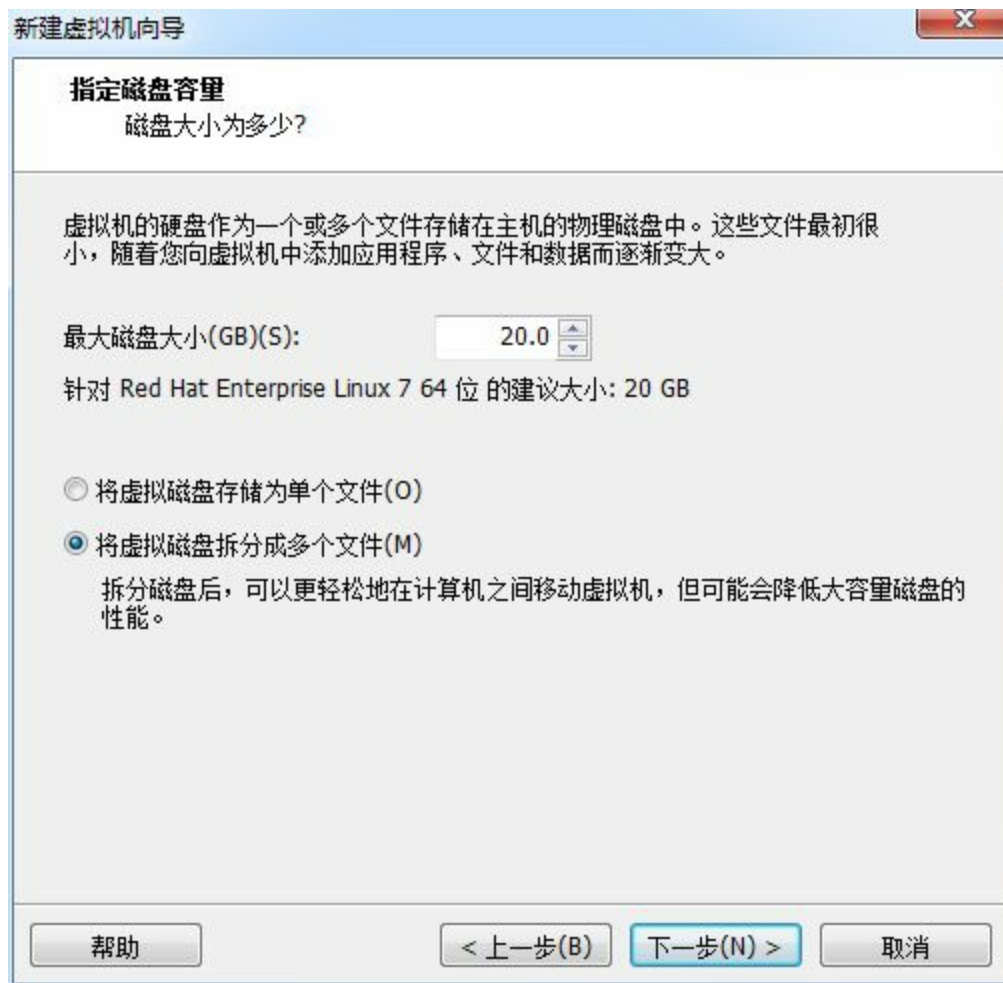 新建虚拟机向导
指定磁盘容量
磁盘大小为多少?
虚拟机的硬盘作为一个或多个文件存储在主机的物理磁盘中。这些文件最初很
小，随着您向虚拟机中添加应用程序、文件和数据而逐渐变大。
最大磁盘大小(GB)(S): 20.0
针对 Red Hat Enterprise Linux 7 64 位 的建议大小: 20 GB
将虚拟磁盘存储为单个文件(O)
将虚拟磁盘拆分成多个文件(M)
拆分磁盘后，可以更轻松地在计算机之间移动虚拟机，但可能会降低大容量磁盘的
性能。
帮助 < 上一步(B) 下一步(N) > 取消